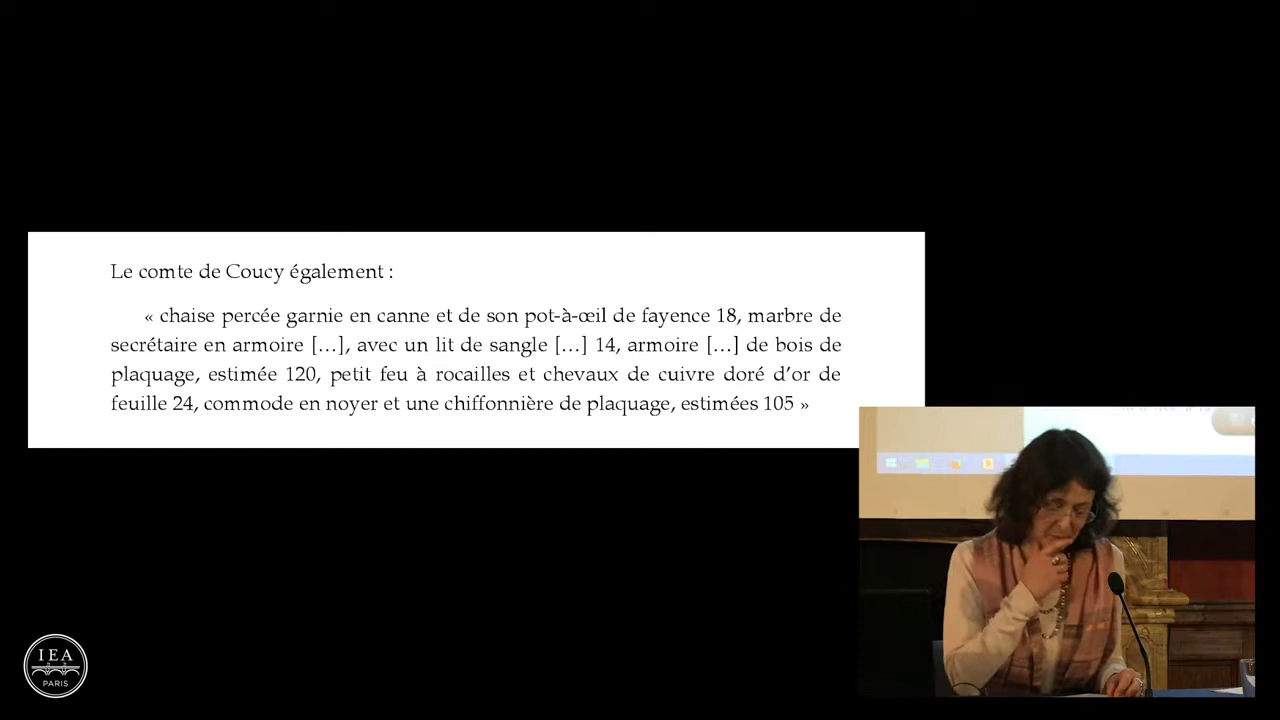 Le comte de Coucy également :
« chaise percée garnie en canne et de son pot-à-œil de fayence 18, marbre de
secrétaire en armoire […], avec un lit de sangle […] 14, armoire […] de bois de
plaquage, estimée 120, petit feu à rocailles et chevaux de cuivre doré d’or de
feuille 24, commode en noyer et une chiffonnière de plaquage, estimées 105 »
IEA
PARIS